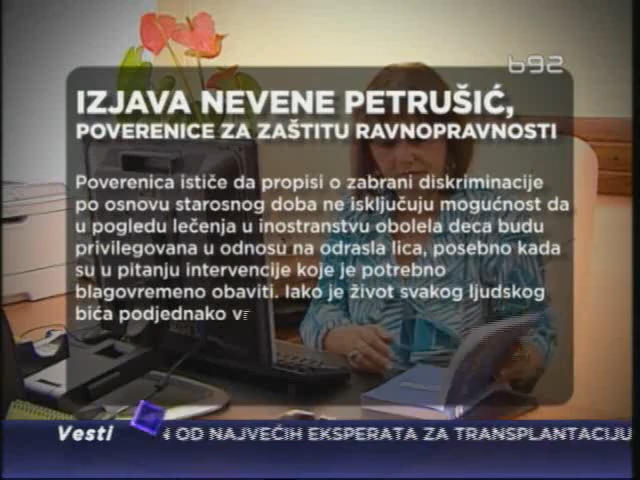 b92
IZJAVA NEVENE PETRUŠIĆ,
POVERENICE ZA ZAŠTITU RAVNOPRAVNOSTI
Poverenica ističe da propisi o zabrani diskriminacije
po osnovu starosnog doba ne isključuju mogućnost da
u pogledu lečenja u inostranstvu obolela deca budu
privilegovana u odnosu na odrasla lica, posebno kada
su u pitanju intervencije koje je potrebno
blagovremeno obaviti. Iako je život svakog ljudskog
bića podjednako v
Vesti
OD NAJVEĆIH EKSPERATA ZA TRANSPLANTACIJU